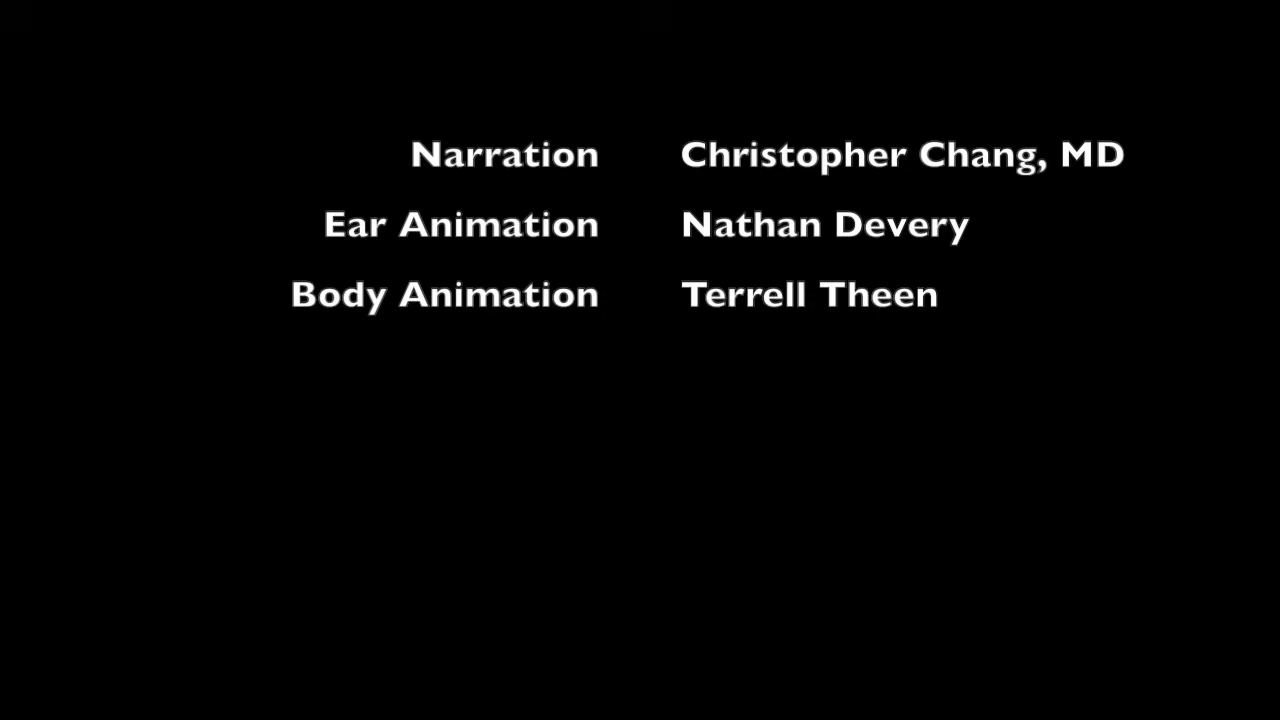 Narration Christopher Chang, MD
Ear Animation Nathan Devery
Body Animation Terrell Theen